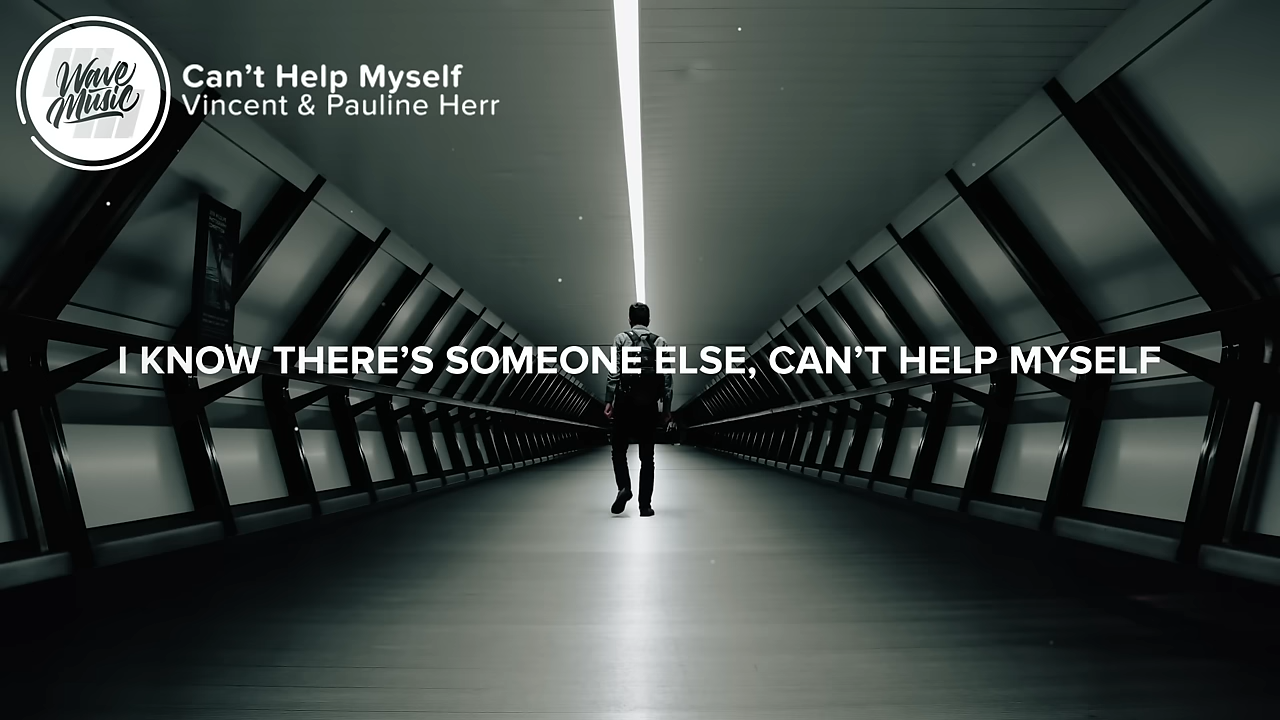 Wave
Music
Can’t Help Myself
Vincent & Pauline Herr
I KNOW THERE’S SOMEONE ELSE, CAN’T HELP MYSELF